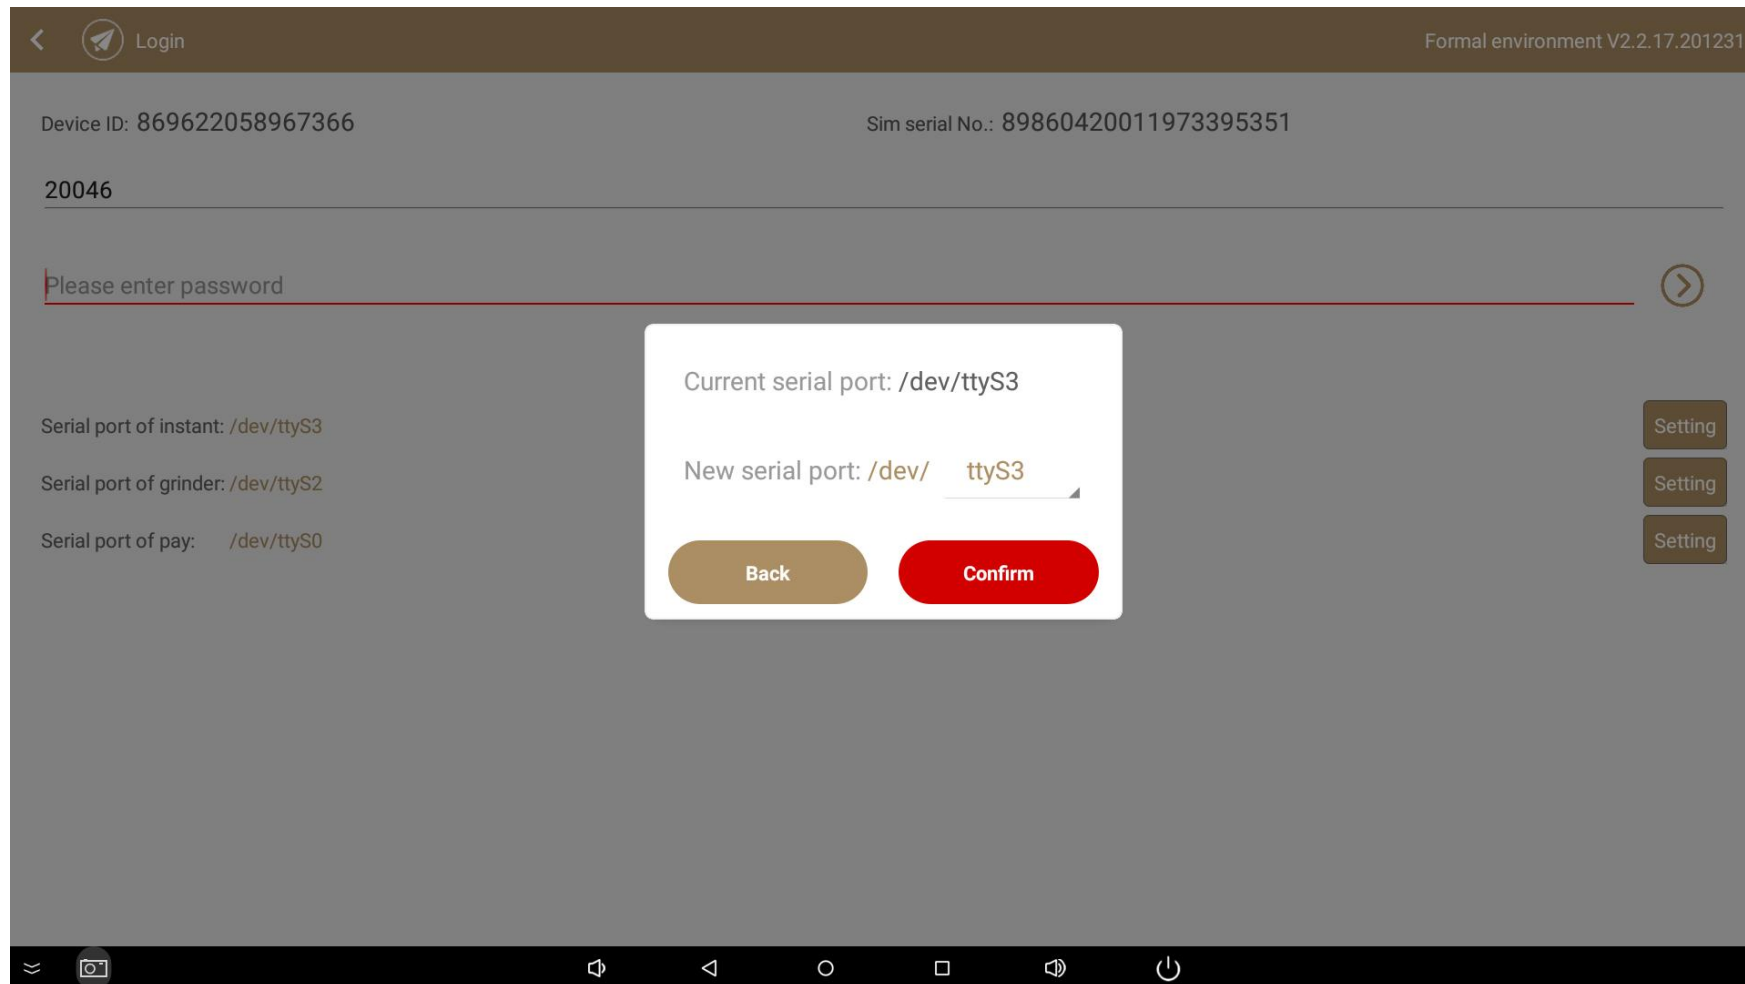 Login
Formal environment V2.2.17.201231
Device ID: 869622058967366
Sim serial No.: 89860420011973395351
20046
Please enter password
Current serial port: /dev/ttyS3
Serial port of instant: /dev/ttyS3
Setting
New serial port: /dev/ ttyS3
Serial port of grinder: /dev/ttyS2
Setting
Serial port of pay: /dev/ttyS0
Setting
Back
Confirm